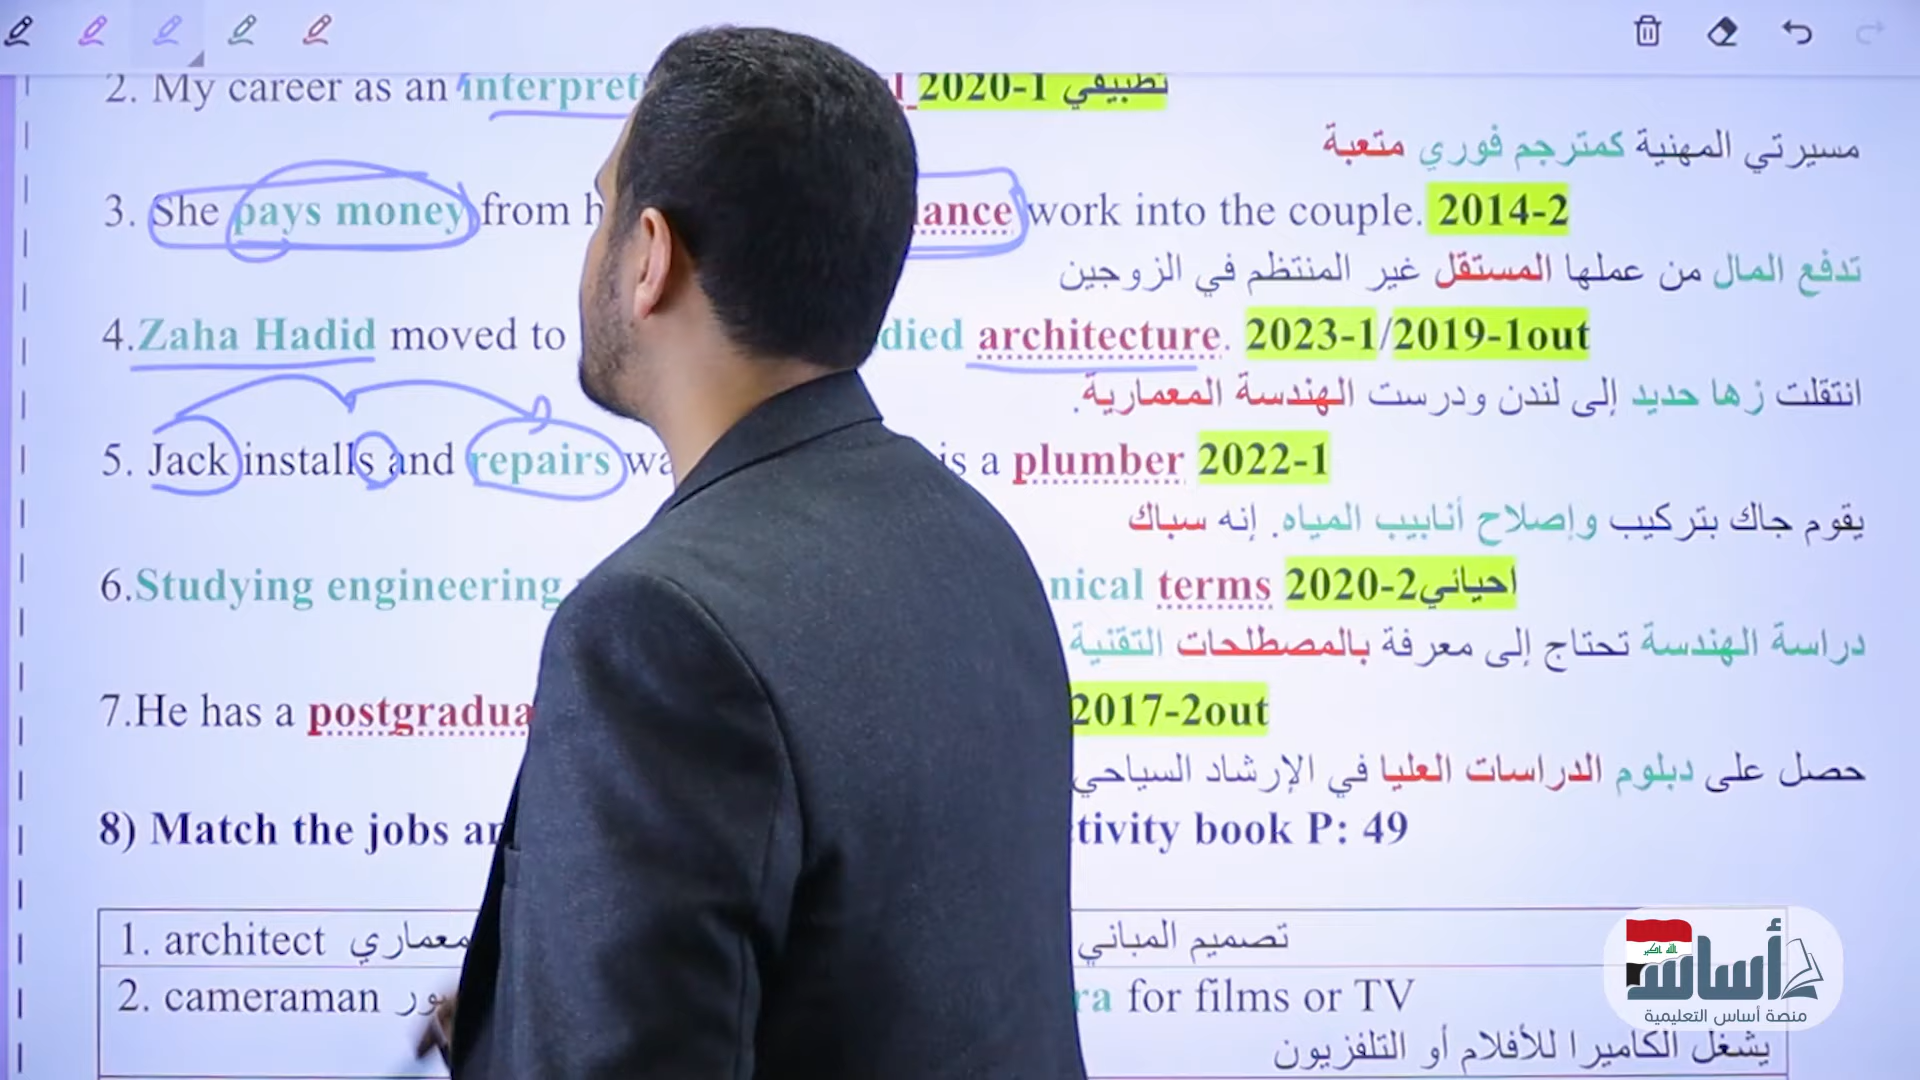 2. My career as an interpret 2020-1 تطبيقي
مسيرتي المهنية كمترجم فوري متعبة
3. She pays money from h lance work into the couple. 2014-2
تدفع المال من عملها المستقل غير المنتظم في الزوجين
4.Zaha Hadid moved to died architecture. 2023-1/2019-1out
انتقلت زها حديد إلى لندن ودرست الهندسة المعمارية.
5. Jack installs and repairs wa is a plumber 2022-1
يقوم جاك بتركيب وإصلاح أنابيب المياه. إنه سباك
6.Studying engineering nical terms 2020-2احيائي
دراسة الهندسة تحتاج إلى معرفة بالمصطلحات التقنية
7.He has a postgradua 2017-2out
حصل على دبلوم الدراسات العليا في الإرشاد السياحي
8) Match the jobs an ctivity book P: 49
1. architect معماري تصميم المباني
2. cameraman ور ra for films or TV
يشغل الكاميرا للأفلام أو التلفزيون
أساس
منصة أساس التعليمية